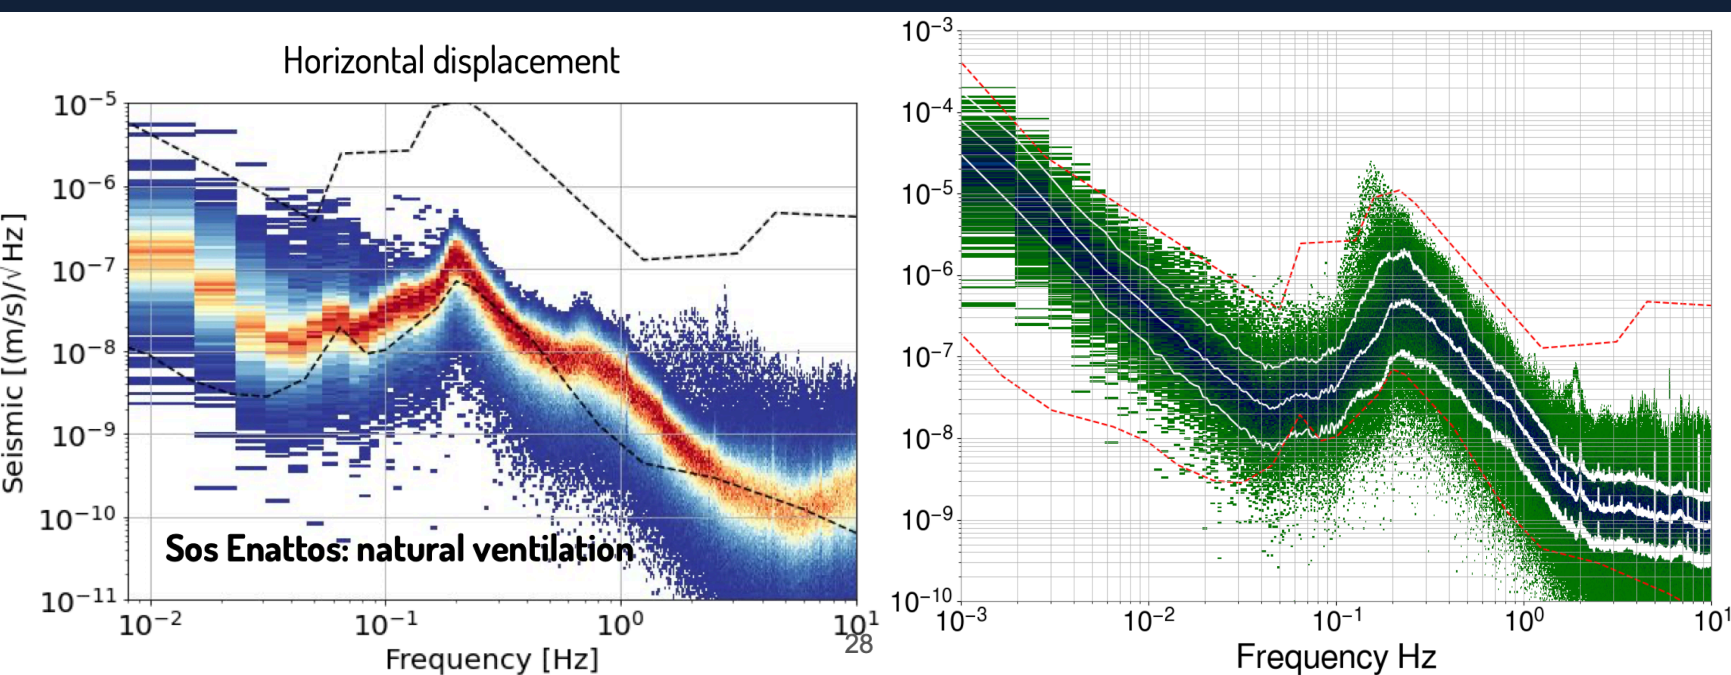 Horizontal displacement
Seismic [(m/s)/√Hz]
10⁻⁵
10⁻⁶
10⁻⁷
10⁻⁸
10⁻⁹
10⁻¹⁰
10⁻¹¹
Sos Enattos: natural ventilation
10⁻² 10⁻¹ 10⁰ 10¹
Frequency [Hz]
28
10⁻³
10⁻⁴
10⁻⁵
10⁻⁶
10⁻⁷
10⁻⁸
10⁻⁹
10⁻¹⁰
10⁻³ 10⁻² 10⁻¹ 10⁰ 10¹
Frequency Hz